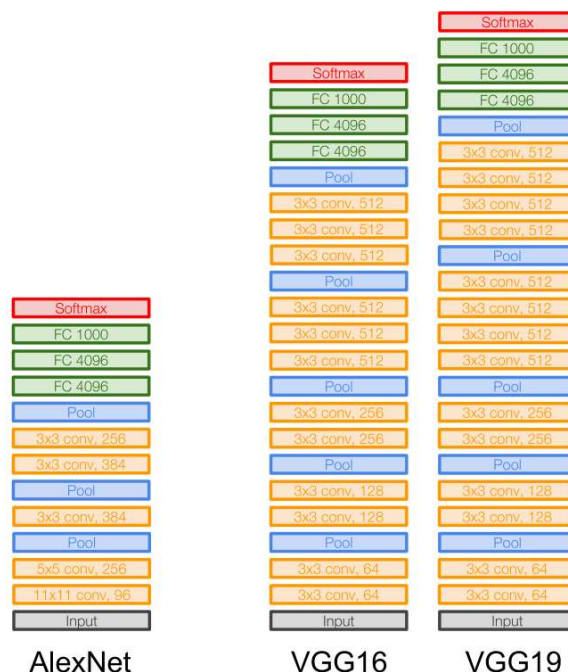 Softmax
FC 1000
FC 4096
FC 4096
Pool
3x3 conv, 256
3x3 conv, 384
Pool
3x3 conv, 384
Pool
5x5 conv, 256
11x11 conv, 96
Input
AlexNet
Softmax
FC 1000
FC 4096
FC 4096
Pool
3x3 conv, 512
3x3 conv, 512
3x3 conv, 512
Pool
3x3 conv, 512
3x3 conv, 512
3x3 conv, 512
Pool
3x3 conv, 256
3x3 conv, 256
Pool
3x3 conv, 128
3x3 conv, 128
Pool
3x3 conv, 64
3x3 conv, 64
Input
VGG16
Softmax
FC 1000
FC 4096
FC 4096
Pool
3x3 conv, 512
3x3 conv, 512
3x3 conv, 512
3x3 conv, 512
Pool
3x3 conv, 512
3x3 conv, 512
3x3 conv, 512
3x3 conv, 512
Pool
3x3 conv, 256
3x3 conv, 256
Pool
3x3 conv, 128
3x3 conv, 128
Pool
3x3 conv, 64
3x3 conv, 64
Input
VGG19